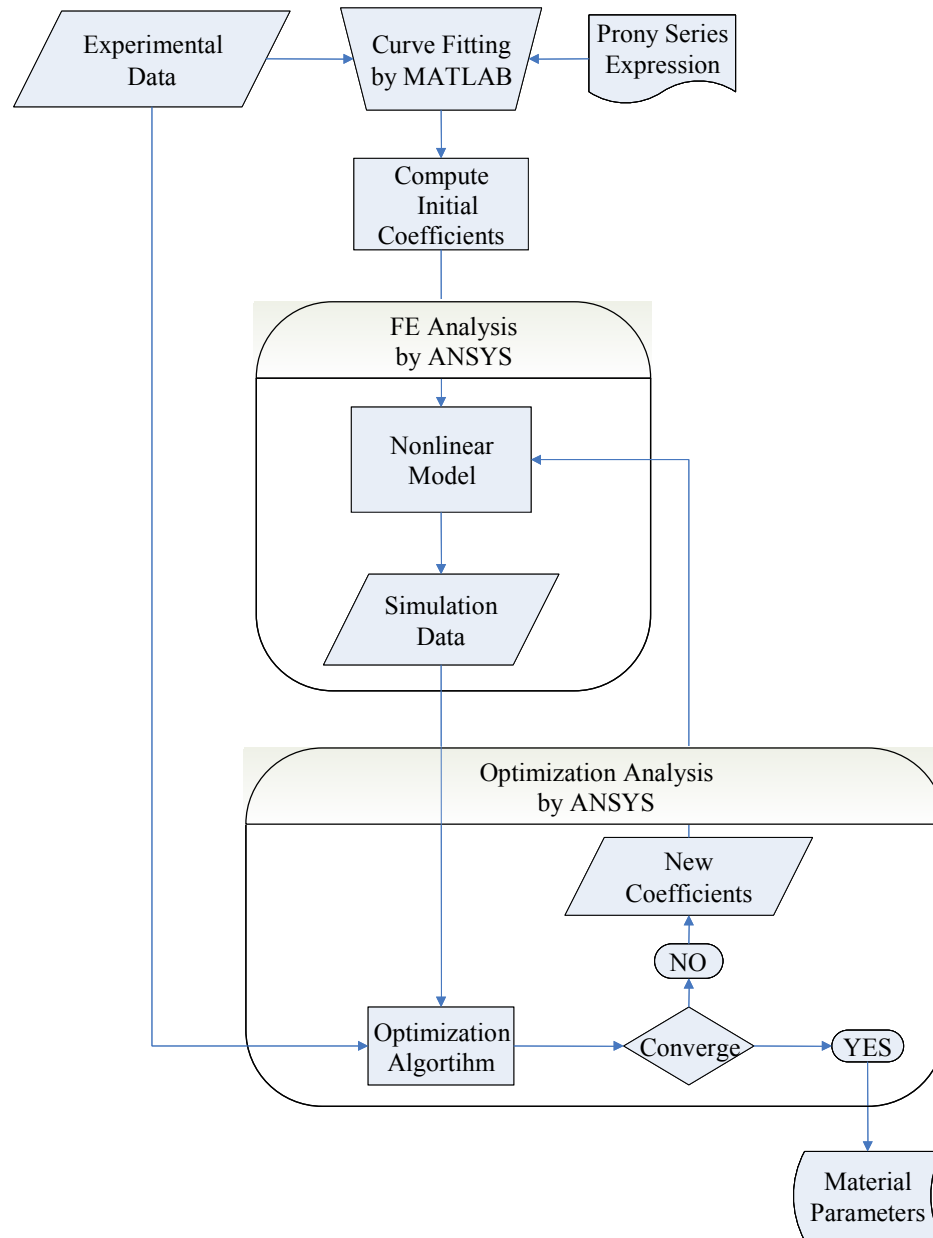 Experimental
Data
Curve Fitting
by MATLAB
Prony Series
Expression
Compute
Initial
Coefficients
FE Analysis
by ANSYS
Nonlinear
Model
Simulation
Data
Optimization Analysis
by ANSYS
New
Coefficients
NO
Optimization
Algortihm
Converge
YES
Material
Parameters